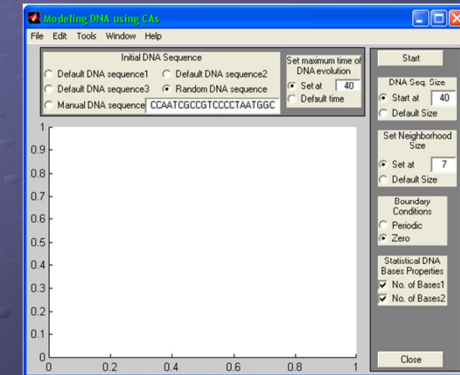 Modeling DNA using CAs
File Edit Tools Window Help
Initial DNA Sequence
Default DNA sequence1 Default DNA sequence2
Default DNA sequence3 Random DNA sequence
Manual DNA sequence CCAATCGCCGTCCCCTAATGGC
Set maximum time of
DNA evolution
Set at 40
Default time
Start
DNA Seq. Size
Start at 40
Default Size
Set Neighborhood
Size
Set at 7
Default Size
Boundary
Conditions
Periodic
Zero
Statistical DNA
Bases Properties
No. of Bases1
No. of Bases2
Close
1
0.9
0.8
0.7
0.6
0.5
0.4
0.3
0.2
0.1
0
0 0.2 0.4 0.6 0.8 1